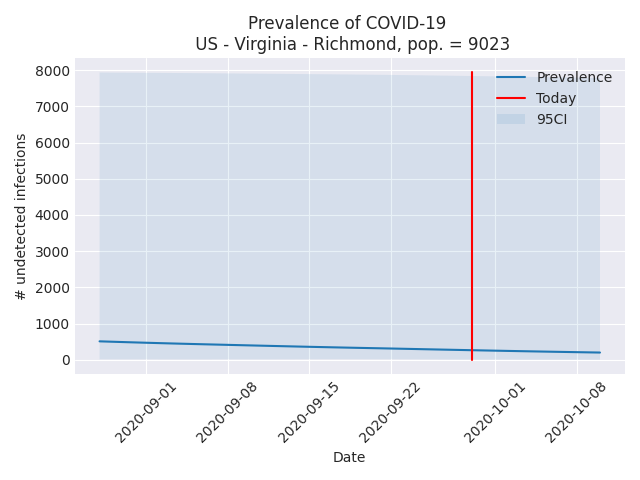 Prevalence of COVID-19
US - Virginia - Richmond, pop. = 9023
8000
7000
6000
5000
4000
3000
2000
1000
0
# undetected infections
Prevalence
Today
95CI
2020-09-01
2020-09-08
2020-09-15
2020-09-22
2020-10-01
2020-10-08
Date